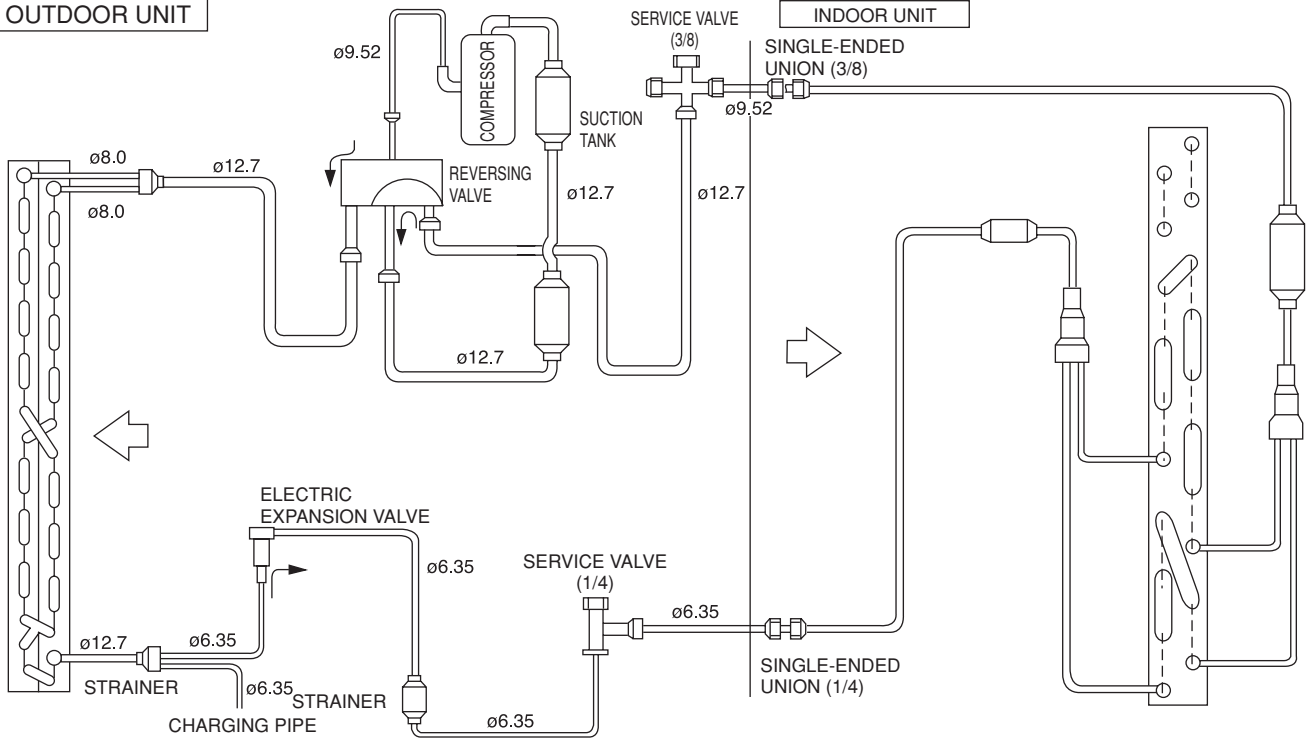 OUTDOOR UNIT
INDOOR UNIT
SERVICE VALVE
(3/8)
SINGLE-ENDED
UNION (3/8)
ø9.52
COMPRESSOR
ø9.52
SUCTION
TANK
ø8.0
ø12.7
REVERSING
VALVE
ø12.7
ø12.7
ø8.0
ø12.7
ELECTRIC
EXPANSION VALVE
ø6.35
SERVICE VALVE
(1/4)
ø6.35
ø12.7
ø6.35
SINGLE-ENDED
UNION (1/4)
STRAINER
ø6.35
STRAINER
CHARGING PIPE
ø6.35